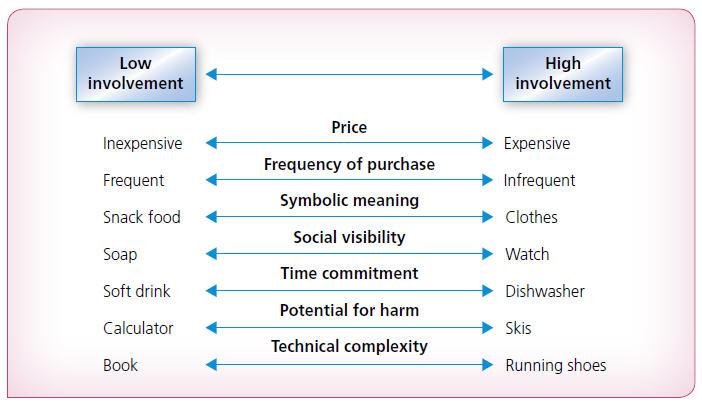 Low involvement
High involvement
Price
Inexpensive
Expensive
Frequency of purchase
Frequent
Infrequent
Symbolic meaning
Snack food
Clothes
Social visibility
Soap
Watch
Time commitment
Soft drink
Dishwasher
Potential for harm
Calculator
Skis
Technical complexity
Book
Running shoes